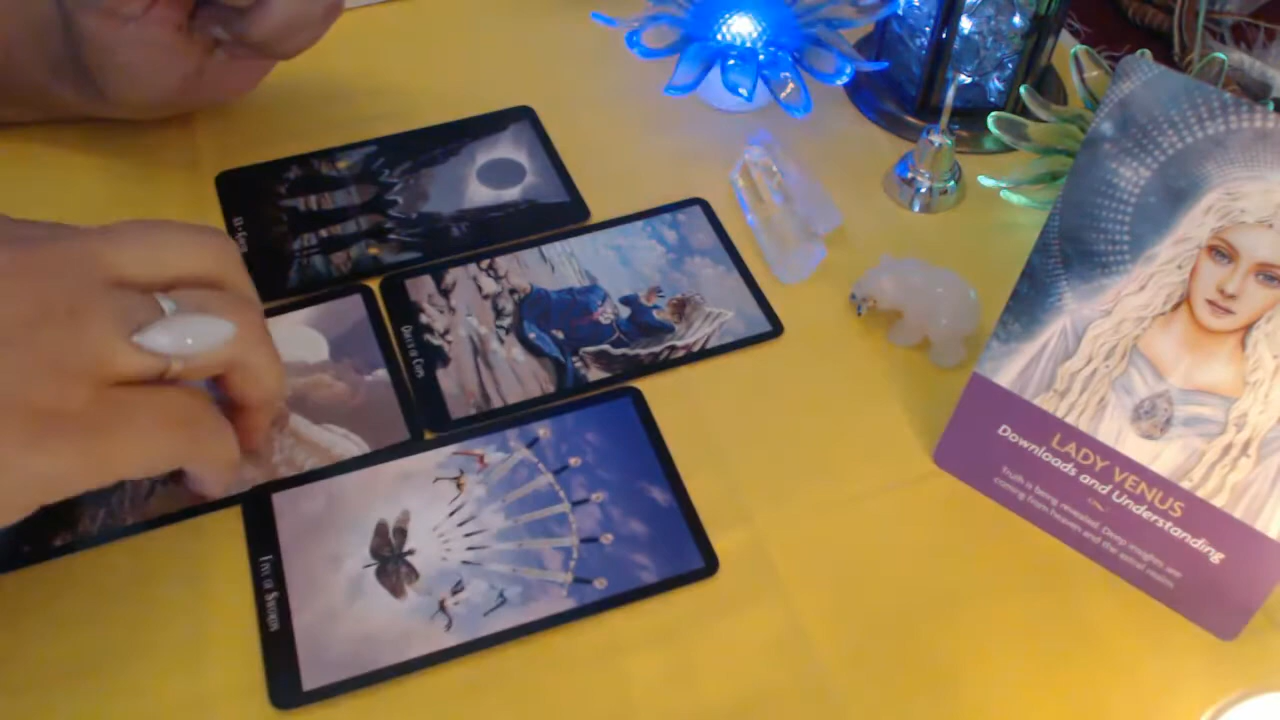 QUEEN OF CUPS
FIVE OF SWORDS
LADY VENUS
Downloads and Understanding
Truth is being revealed. Deep insights are
coming from heaven and the astral realms.